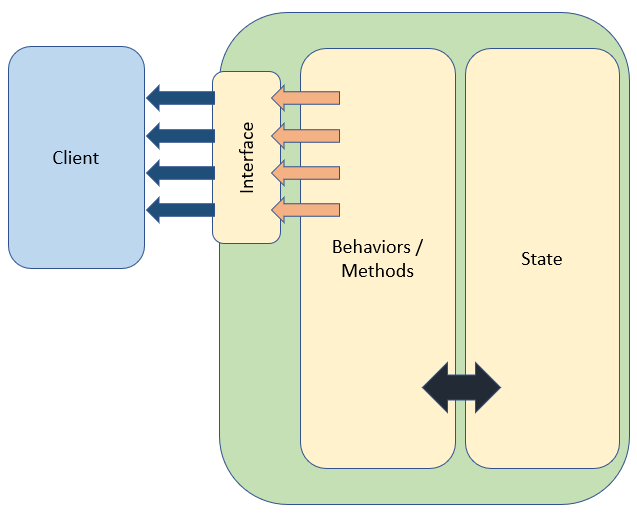 Client
Interface
Behaviors /
Methods
State